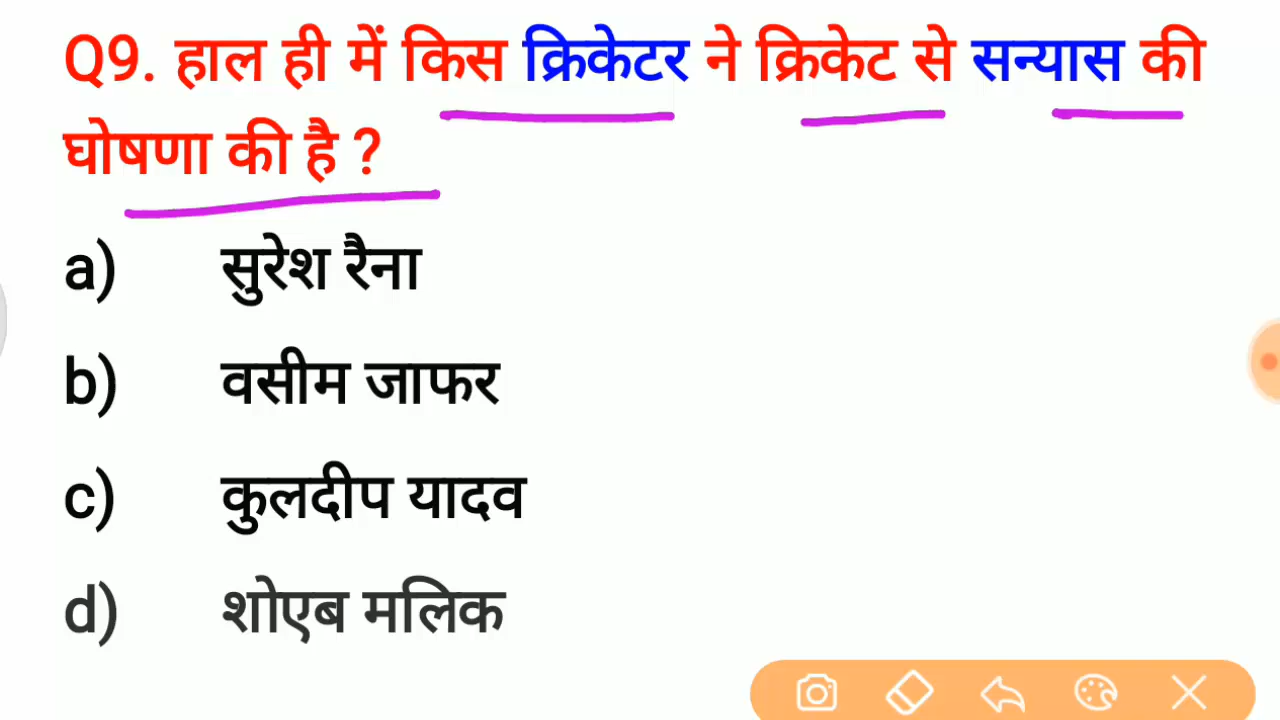 Q9. हाल ही में किस क्रिकेटर ने क्रिकेट से सन्यास की
घोषणा की है ?
a) सुरेश रैना
b) वसीम जाफर
c) कुलदीप यादव
d) शोएब मलिक